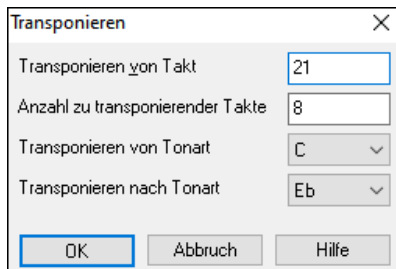 Transponieren
Transponieren von Takt 21
Anzahl zu transponierender Takte 8
Transponieren von Tonart C
Transponieren nach Tonart Eb
OK Abbruch Hilfe